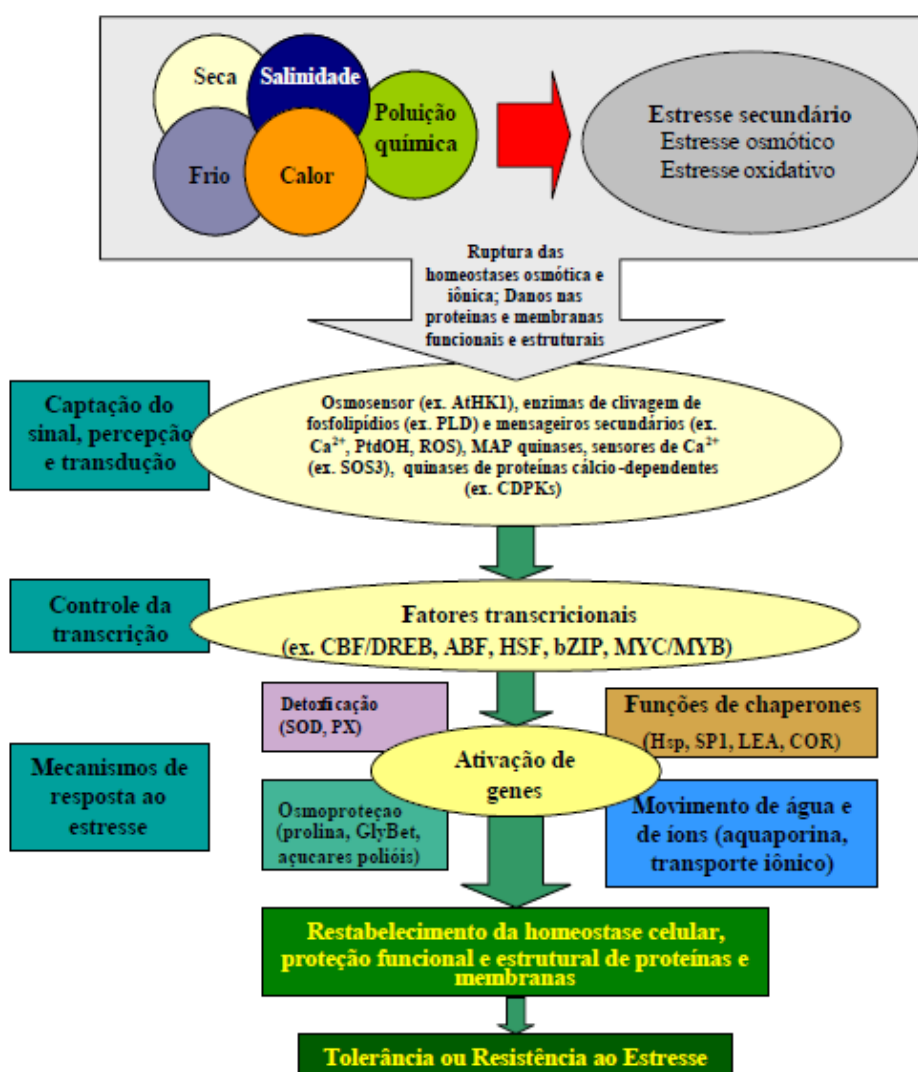 Seca
Salinidade
Poluição
química
Frio
Calor
Estresse secundário
Estresse osmótico
Estresse oxidativo
Ruptura das
homeostases osmótica e
iônica; Danos nas
proteínas e membranas
funcionais e estruturais
Captação do
sinal, percepção
e transdução
Osmosensor (ex. AtHK1), enzimas de clivagem de
fosfolipídios (ex. PLD) e mensageiros secundários (ex.
Ca²⁺, PtdOH, ROS), MAP quinases, sensores de Ca²⁺
(ex. SOS3), quinases de proteínas cálcio-dependentes
(ex. CDPKs)
Controle da
transcrição
Fatores transcricionais
(ex. CBF/DREB, ABF, HSF, bZIP, MYC/MYB)
Detoxficação
(SOD, PX)
Funções de chaperones
(Hsp, SP1, LEA, COR)
Mecanismos de
resposta ao
estresse
Ativação de
genes
Osmoproteçao
(prolina, GlyBet,
açucares polióis)
Movimento de água e
de íons (aquaporina,
transporte iônico)
Restabelecimento da homeostase celular,
proteção funcional e estrutural de proteínas e
membranas
Tolerância ou Resistência ao Estresse